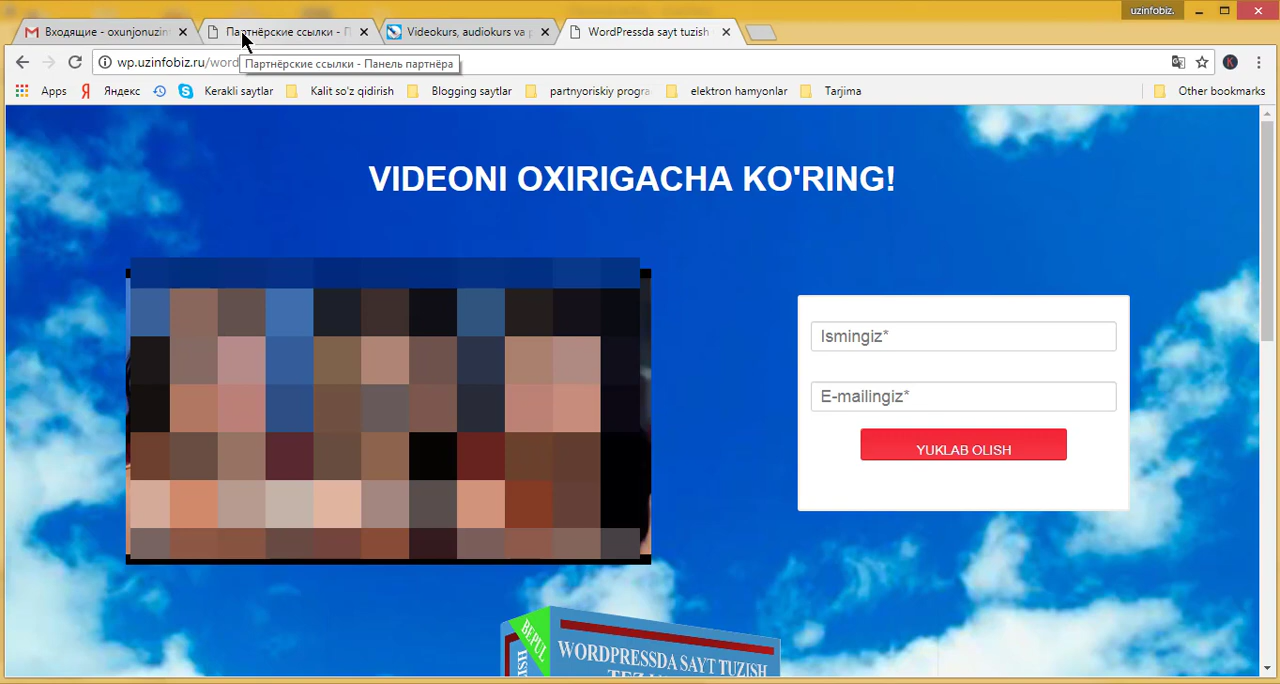 uzinfobiz.
Входящие - oxunjonuzin
Партнёрские ссылки - П
Videokurs, audiokurs va
WordPressda sayt tuzish
wp.uzinfobiz.ru/word
Партнёрские ссылки - Панель партнёра
K
Apps
Я
Яндекс
Kerakli saytlar
Kalit so'z qidirish
Blogging saytlar
partnyoriskiy progra
elektron hamyonlar
Tarjima
Other bookmarks
VIDEONI OXIRIGACHA KO'RING!
Ismingiz*
E-mailingiz*
YUKLAB OLISH
BEPUL
WORDPRESSDA SAYT TUZISH